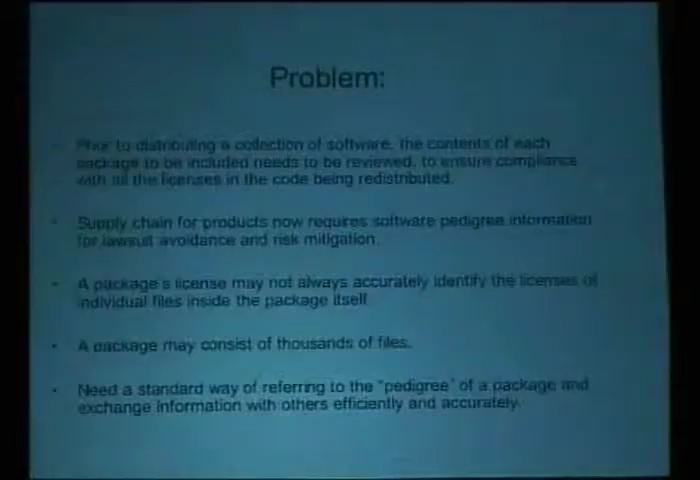 Problem:
Prior to distributing a collection of software, the contents of each
package to be included needs to be reviewed, to ensure compliance
with all the licenses in the code being redistributed.
Supply chain for products now requires software pedigree information
for lawsuit avoidance and risk mitigation.
A package's license may not always accurately identify the licenses of
individual files inside the package itself
A package may consist of thousands of files.
Need a standard way of referring to the "pedigree" of a package and
exchange information with others efficiently and accurately.